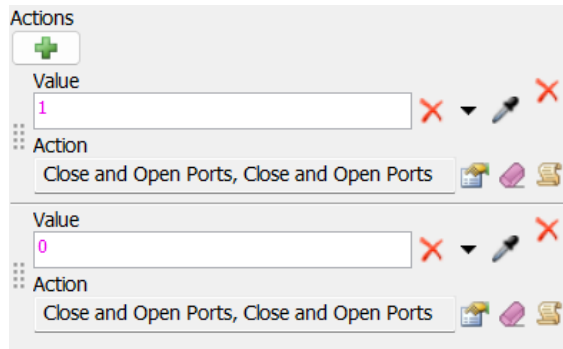 Actions
Value
1
Action
Close and Open Ports, Close and Open Ports
Value
0
Action
Close and Open Ports, Close and Open Ports